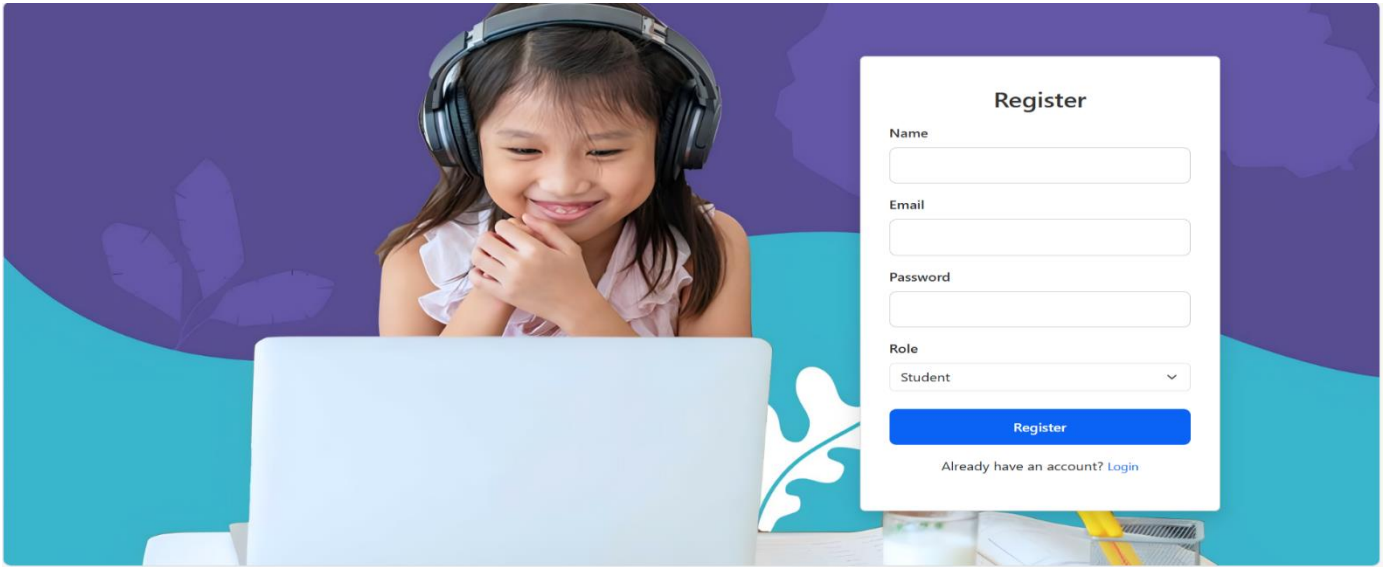 Register
Name
Email
Password
Role
Student
Register
Already have an account? Login